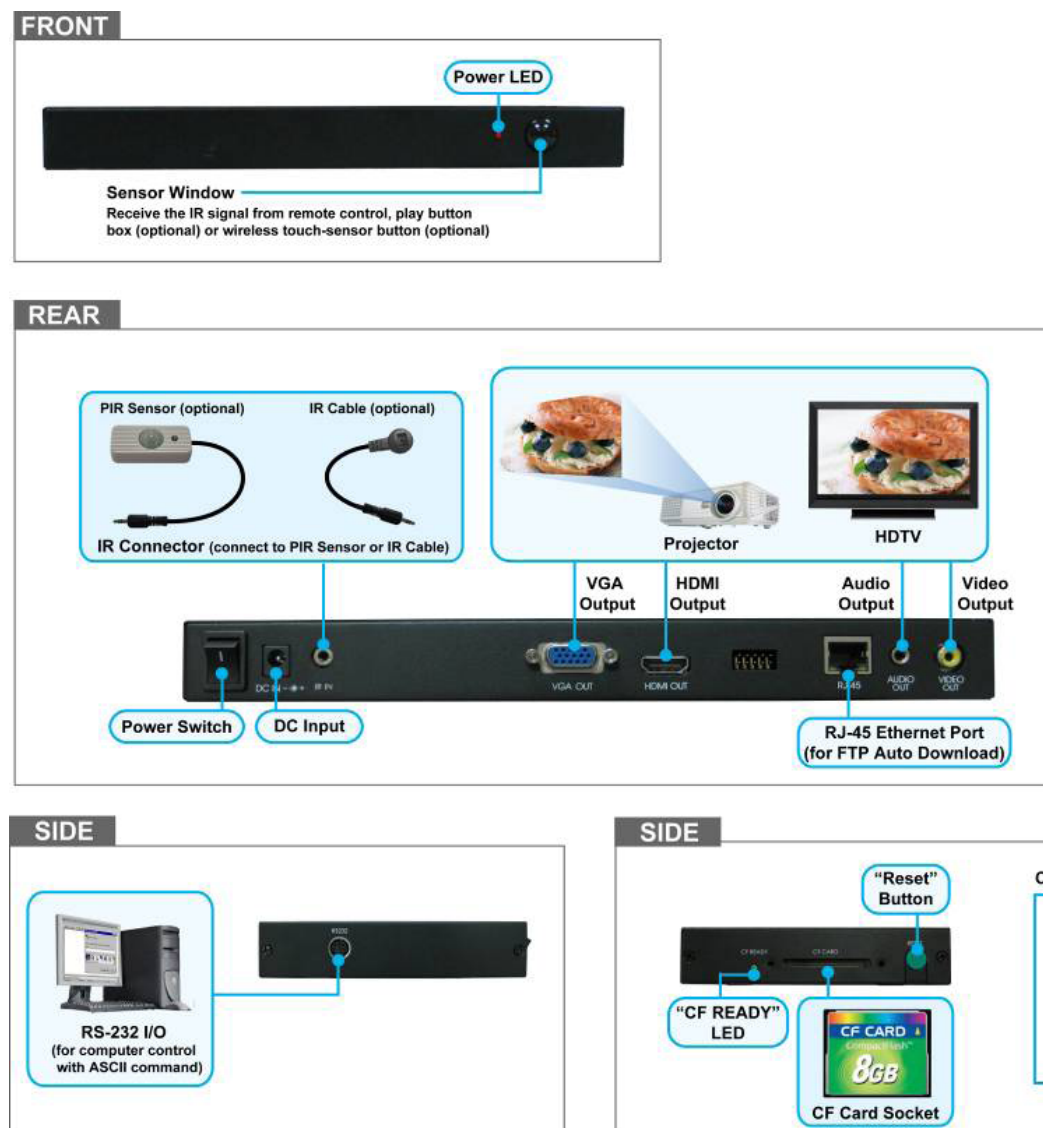 FRONT
Power LED
Sensor Window
Receive the IR signal from remote control, play button
box (optional) or wireless touch-sensor button (optional)
REAR
PIR Sensor (optional)
IR Cable (optional)
IR Connector (connect to PIR Sensor or IR Cable)
Projector
HDTV
VGA
Output
HDMI
Output
Audio
Output
Video
Output
DC IN
IR IN
VGA OUT
HDMI OUT
RJ-45
AUDIO
OUT
VIDEO
OUT
Power Switch
DC Input
RJ-45 Ethernet Port
(for FTP Auto Download)
SIDE
RS232
RS-232 I/O
(for computer control
with ASCII command)
SIDE
"Reset"
Button
C
CF READY
CF CARD
"CF READY"
LED
CF CARD
CompactFlash
8GB
CF Card Socket